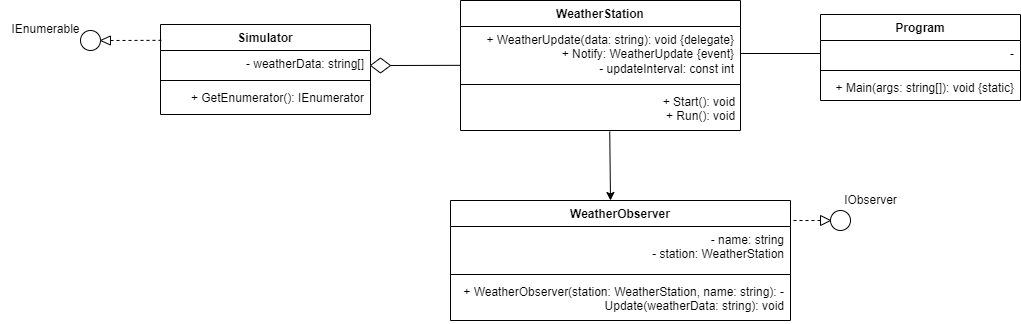 IEnumerable
Simulator
- weatherData: string[]
+ GetEnumerator(): IEnumerator
WeatherStation
+ WeatherUpdate(data: string): void {delegate}
+ Notify: WeatherUpdate {event}
- updateInterval: const int
+ Start(): void
+ Run(): void
Program
-
+ Main(args: string[]): void {static}
WeatherObserver
- name: string
- station: WeatherStation
+ WeatherObserver(station: WeatherStation, name: string): -
Update(weatherData: string): void
IObserver